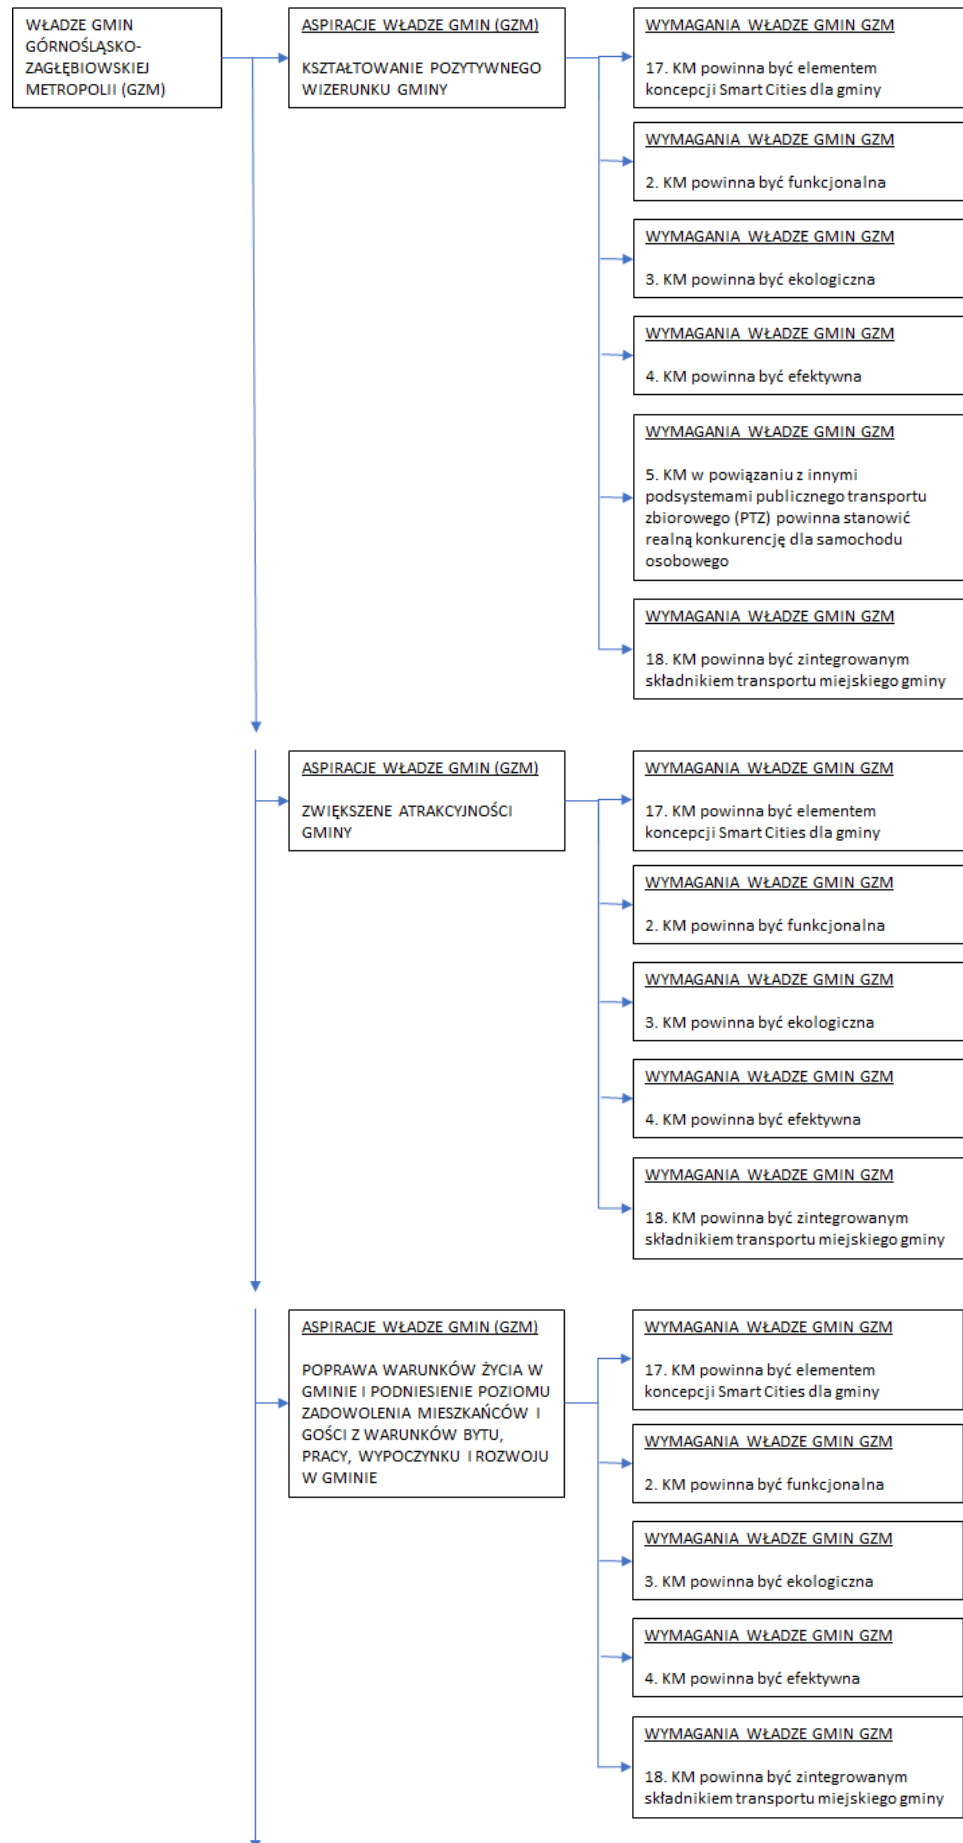 WŁADZE GMIN
GÓRNOŚLĄSKO-
ZAGŁĘBIOWSKIEJ
METROPOLII (GZM)
ASPIRACJE WŁADZE GMIN (GZM)
KSZTAŁTOWANIE POZYTYWNEGO
WIZERUNKU GMINY
WYMAGANIA WŁADZE GMIN GZM
17. KM powinna być elementem
koncepcji Smart Cities dla gminy
WYMAGANIA WŁADZE GMIN GZM
2. KM powinna być funkcjonalna
WYMAGANIA WŁADZE GMIN GZM
3. KM powinna być ekologiczna
WYMAGANIA WŁADZE GMIN GZM
4. KM powinna być efektywna
WYMAGANIA WŁADZE GMIN GZM
5. KM w powiązaniu z innymi
podsystemami publicznego transportu
zbiorowego (PTZ) powinna stanowić
realną konkurencję dla samochodu
osobowego
WYMAGANIA WŁADZE GMIN GZM
18. KM powinna być zintegrowanym
składnikiem transportu miejskiego gminy
ASPIRACJE WŁADZE GMIN (GZM)
ZWIĘKSZENE ATRAKCYJNOŚCI
GMINY
WYMAGANIA WŁADZE GMIN GZM
17. KM powinna być elementem
koncepcji Smart Cities dla gminy
WYMAGANIA WŁADZE GMIN GZM
2. KM powinna być funkcjonalna
WYMAGANIA WŁADZE GMIN GZM
3. KM powinna być ekologiczna
WYMAGANIA WŁADZE GMIN GZM
4. KM powinna być efektywna
WYMAGANIA WŁADZE GMIN GZM
18. KM powinna być zintegrowanym
składnikiem transportu miejskiego gminy
ASPIRACJE WŁADZE GMIN (GZM)
POPRAWA WARUNKÓW ŻYCIA W
GMINIE I PODNIESIENIE POZIOMU
ZADOWOLENIA MIESZKAŃCÓW I
GOŚCI Z WARUNKÓW BYTU,
PRACY, WYPOCZYNKU I ROZWOJU
W GMINIE
WYMAGANIA WŁADZE GMIN GZM
17. KM powinna być elementem
koncepcji Smart Cities dla gminy
WYMAGANIA WŁADZE GMIN GZM
2. KM powinna być funkcjonalna
WYMAGANIA WŁADZE GMIN GZM
3. KM powinna być ekologiczna
WYMAGANIA WŁADZE GMIN GZM
4. KM powinna być efektywna
WYMAGANIA WŁADZE GMIN GZM
18. KM powinna być zintegrowanym
składnikiem transportu miejskiego gminy